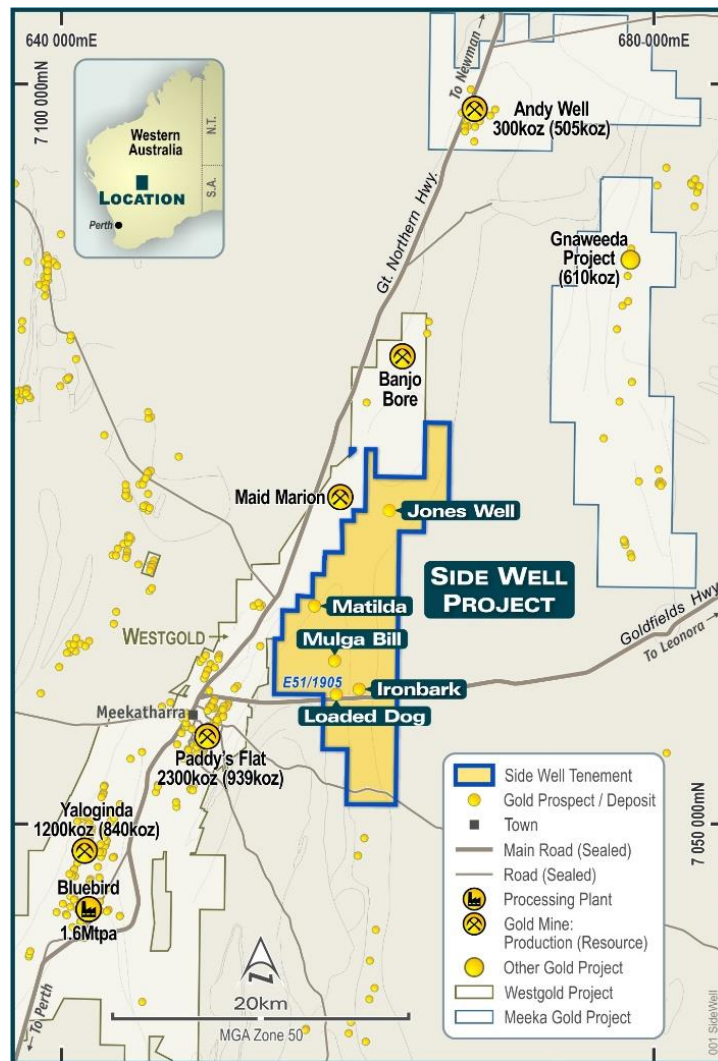 640 000mE
680 000mE
7 100 000mN
To Newman →
Western
Australia
N.T.
S.A.
LOCATION
Perth
Andy Well
300koz (505koz)
Gt. Northern Hwy.
Gnaweeda
Project
(610koz)
Banjo
Bore
Maid Marion
Jones Well
SIDE WELL
PROJECT
Matilda
Goldfields Hwy
To Leonora →
WESTGOLD →
Mulga Bill
E51/1905
Ironbark
Meekatharra
Loaded Dog
Paddy's Flat
2300koz (939koz)
Yaloginda
1200koz (840koz)
7 050 000mN
Bluebird
1.6Mtpa
← To Perth
20km
MGA Zone 50
Side Well Tenement
Gold Prospect / Deposit
Town
Main Road (Sealed)
Road (Sealed)
Processing Plant
Gold Mine:
Production (Resource)
Other Gold Project
Westgold Project
Meeka Gold Project
001 SideWell